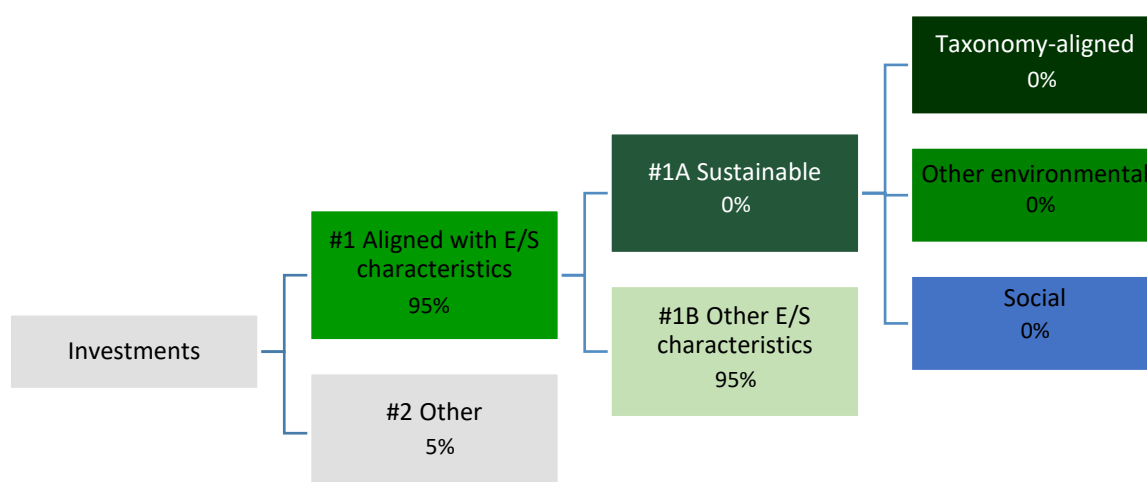 Investments
#1 Aligned with E/S
characteristics
95%
#2 Other
5%
#1A Sustainable
0%
#1B Other E/S
characteristics
95%
Taxonomy-aligned
0%
Other environmental
0%
Social
0%